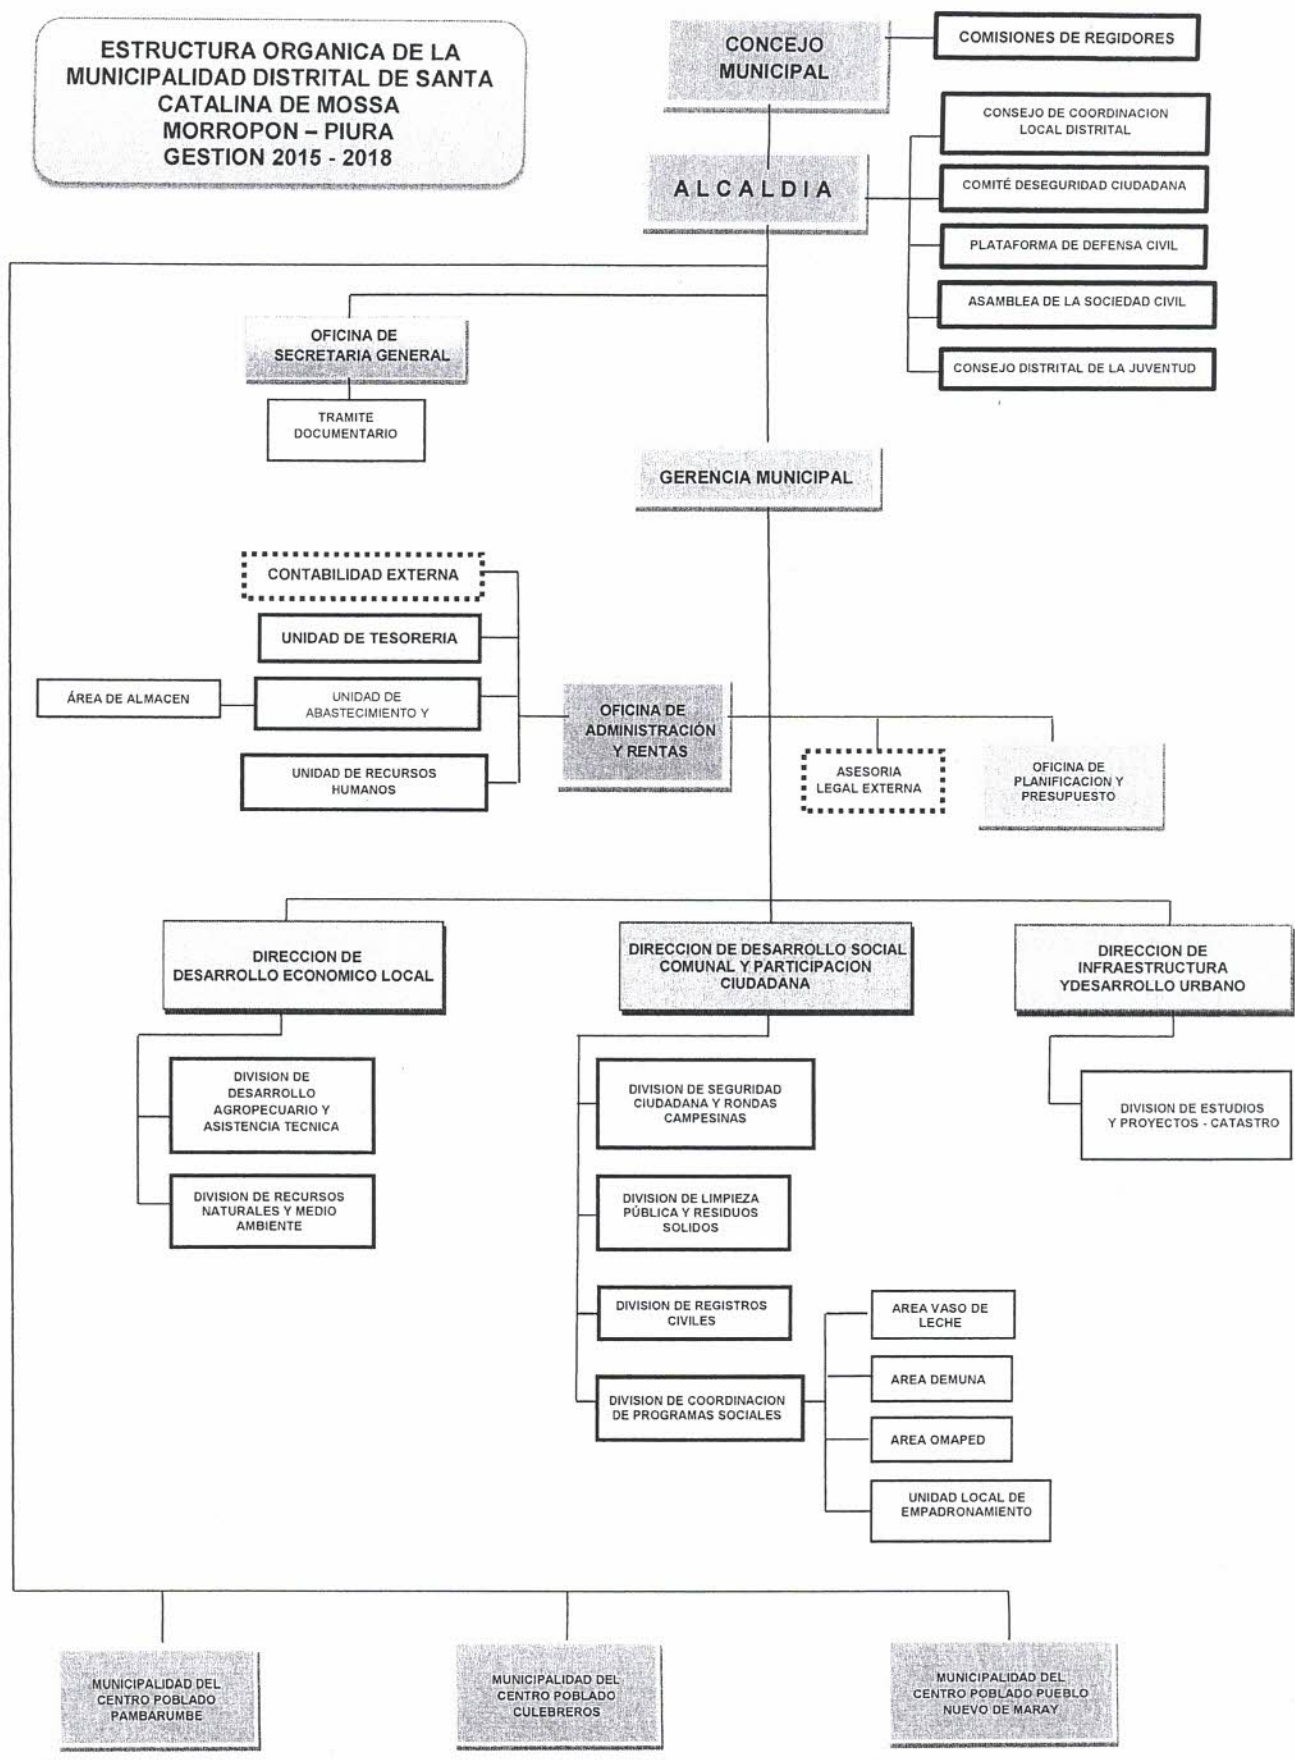 ESTRUCTURA ORGANICA DE LA
MUNICIPALIDAD DISTRITAL DE SANTA
CATALINA DE MOSSA
MORROPON – PIURA
GESTION 2015 - 2018
CONCEJO
MUNICIPAL
COMISIONES DE REGIDORES
ALCALDIA
CONSEJO DE COORDINACION
LOCAL DISTRITAL
COMITÉ DESEGURIDAD CIUDADANA
PLATAFORMA DE DEFENSA CIVIL
ASAMBLEA DE LA SOCIEDAD CIVIL
CONSEJO DISTRITAL DE LA JUVENTUD
OFICINA DE
SECRETARIA GENERAL
TRAMITE
DOCUMENTARIO
GERENCIA MUNICIPAL
CONTABILIDAD EXTERNA
UNIDAD DE TESORERIA
ÁREA DE ALMACEN
UNIDAD DE
ABASTECIMIENTO Y
UNIDAD DE RECURSOS
HUMANOS
OFICINA DE
ADMINISTRACIÓN
Y RENTAS
ASESORIA
LEGAL EXTERNA
OFICINA DE
PLANIFICACION Y
PRESUPUESTO
DIRECCION DE
DESARROLLO ECONOMICO LOCAL
DIRECCION DE DESARROLLO SOCIAL
COMUNAL Y PARTICIPACION
CIUDADANA
DIRECCION DE
INFRAESTRUCTURA
YDESARROLLO URBANO
DIVISION DE
DESARROLLO
AGROPECUARIO Y
ASISTENCIA TECNICA
DIVISION DE RECURSOS
NATURALES Y MEDIO
AMBIENTE
DIVISION DE SEGURIDAD
CIUDADANA Y RONDAS
CAMPESINAS
DIVISION DE LIMPIEZA
PÚBLICA Y RESIDUOS
SOLIDOS
DIVISION DE REGISTROS
CIVILES
DIVISION DE COORDINACION
DE PROGRAMAS SOCIALES
DIVISION DE ESTUDIOS
Y PROYECTOS - CATASTRO
AREA VASO DE
LECHE
AREA DEMUNA
AREA OMAPED
UNIDAD LOCAL DE
EMPADRONAMIENTO
MUNICIPALIDAD DEL
CENTRO POBLADO
PAMBARUMBE
MUNICIPALIDAD DEL
CENTRO POBLADO
CULEBREROS
MUNICIPALIDAD DEL
CENTRO POBLADO PUEBLO
NUEVO DE MARAY